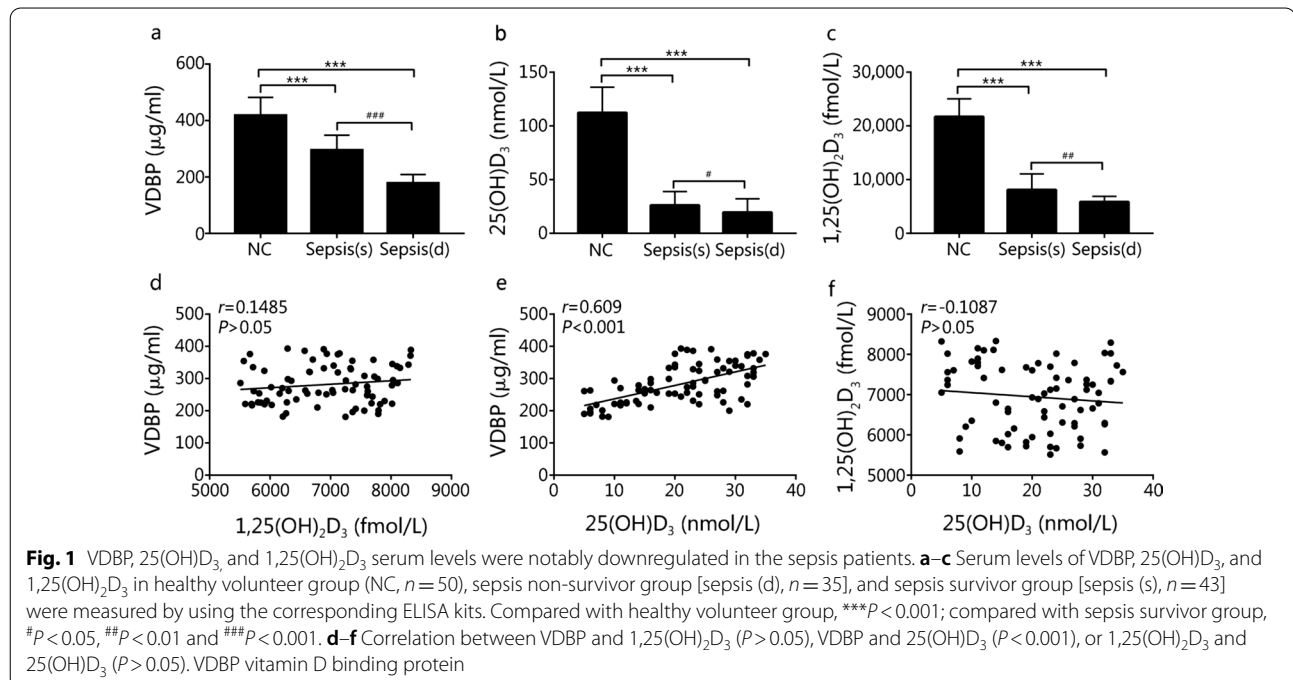 a
VDBP (μg/ml)
600
400
200
0
***
***
###
NC Sepsis(s) Sepsis(d)
b
25(OH)D₃ (nmol/L)
150
100
50
0
***
***
#
NC Sepsis(s) Sepsis(d)
c
1,25(OH)₂D₃ (fmol/L)
30,000
20,000
10,000
0
***
***
##
NC Sepsis(s) Sepsis(d)
d
r=0.1485
P>0.05
VDBP (μg/ml)
500
400
300
200
100
0
5000 6000 7000 8000 9000
1,25(OH)₂D₃ (fmol/L)
e
r=0.609
P<0.001
VDBP (μg/ml)
500
400
300
200
100
0
0 10 20 30 40
25(OH)D₃ (nmol/L)
f
r=-0.1087
P>0.05
1,25(OH)₂D₃ (fmol/L)
9000
8000
7000
6000
5000
0 10 20 30 40
25(OH)D₃ (nmol/L)
Fig. 1 VDBP, 25(OH)D₃, and 1,25(OH)₂D₃ serum levels were notably downregulated in the sepsis patients. a–c Serum levels of VDBP, 25(OH)D₃, and
1,25(OH)₂D₃ in healthy volunteer group (NC, n = 50), sepsis non-survivor group [sepsis (d), n = 35], and sepsis survivor group [sepsis (s), n = 43]
were measured by using the corresponding ELISA kits. Compared with healthy volunteer group, ***P < 0.001; compared with sepsis survivor group,
#P < 0.05, ##P < 0.01 and ###P < 0.001. d–f Correlation between VDBP and 1,25(OH)₂D₃ (P > 0.05), VDBP and 25(OH)D₃ (P < 0.001), or 1,25(OH)₂D₃ and
25(OH)D₃ (P > 0.05). VDBP vitamin D binding protein